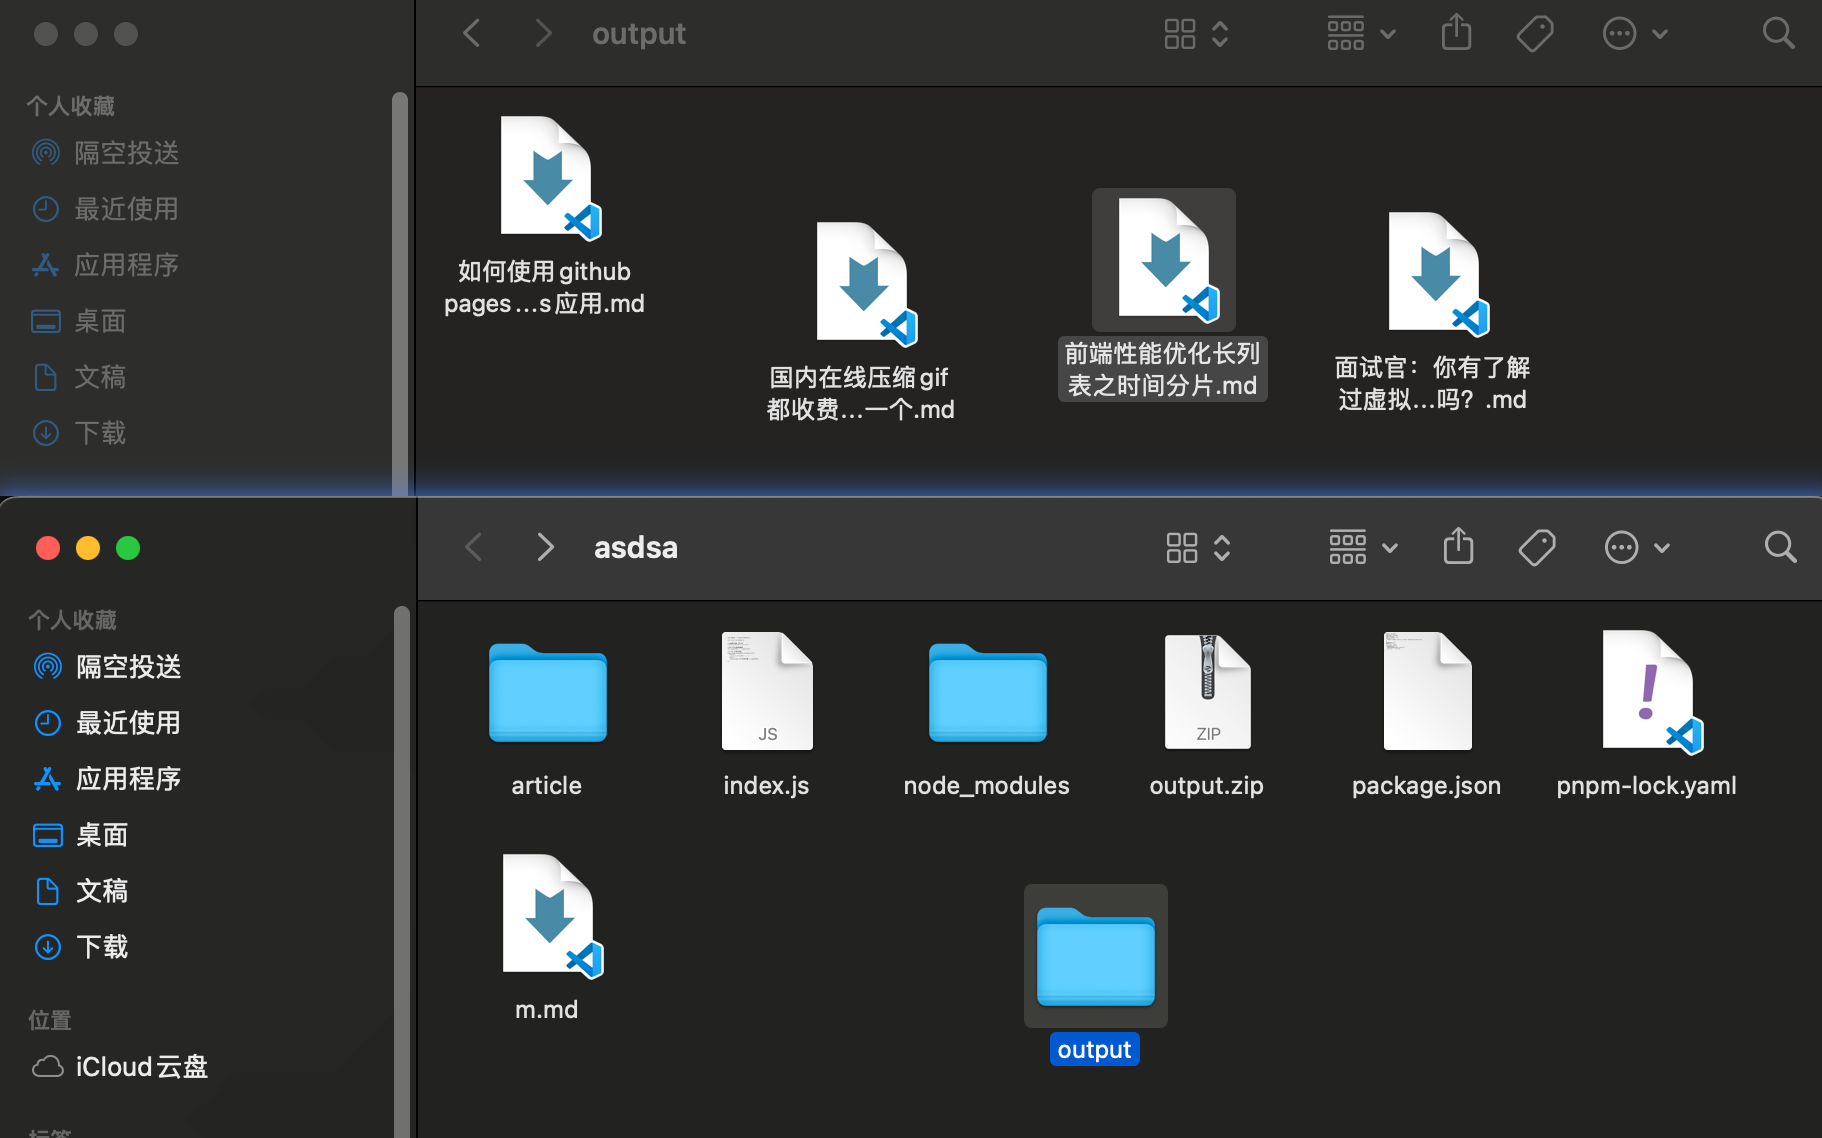 output
个人收藏
隔空投送
最近使用
应用程序
桌面
文稿
下载
如何使用github
pages...s应用.md
国内在线压缩gif
都收费...一个.md
前端性能优化长列
表之时间分片.md
面试官：你有了解
过虚拟...吗？.md
asdsa
个人收藏
隔空投送
最近使用
应用程序
桌面
文稿
下载
位置
iCloud云盘
标签
JS
ZIP
article
index.js
node_modules
output.zip
package.json
pnpm-lock.yaml
m.md
output